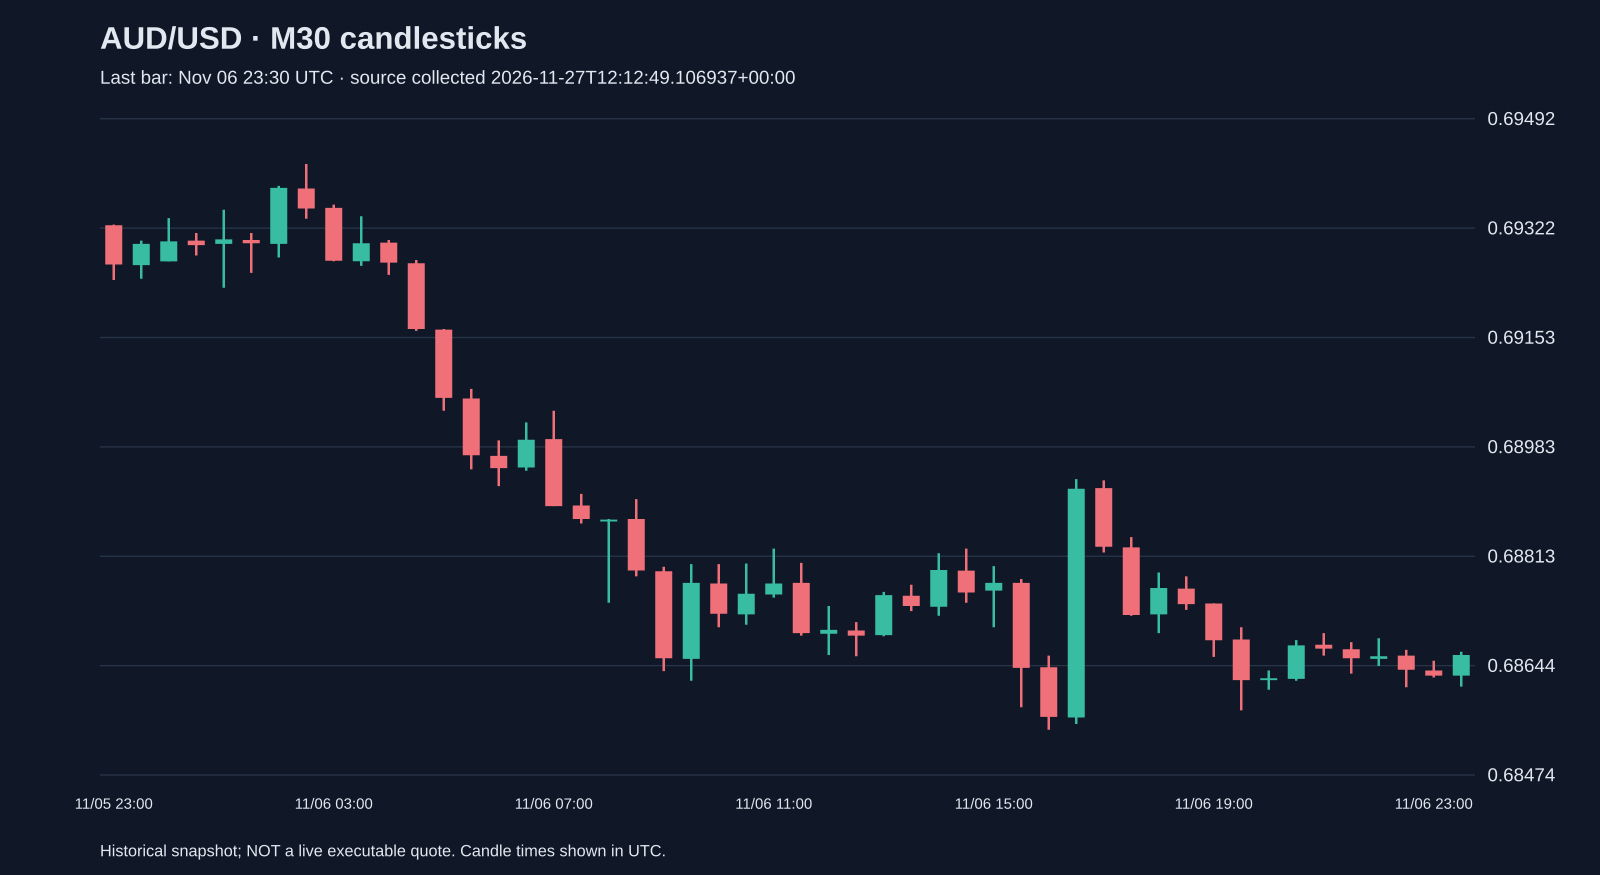 AUD/USD · M30 candlesticks
Last bar: Nov 06 23:30 UTC · source collected 2026-11-27T12:12:49.106937+00:00
0.69492
0.69322
0.69153
0.68983
0.68813
0.68644
0.68474
11/05 23:00 11/06 03:00 11/06 07:00 11/06 11:00 11/06 15:00 11/06 19:00 11/06 23:00
Historical snapshot; NOT a live executable quote. Candle times shown in UTC.